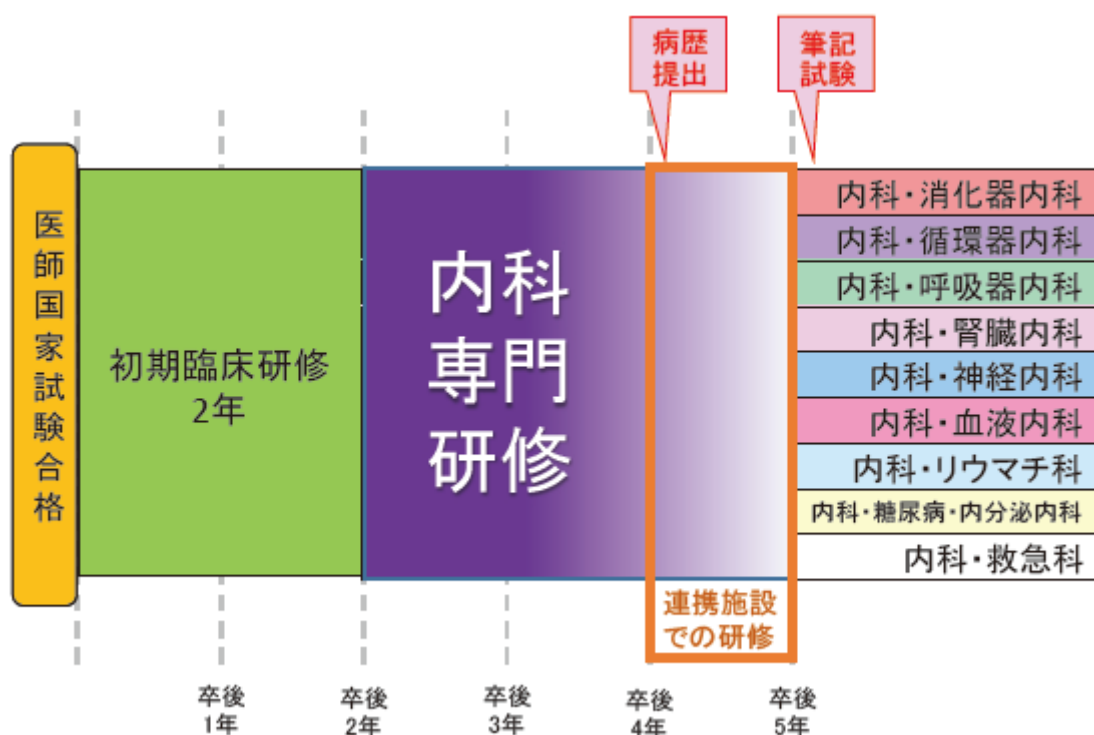 病歴
提出
筆記
試験
医師国家試験合格
初期臨床研修
2年
内科
専門
研修
内科・消化器内科
内科・循環器内科
内科・呼吸器内科
内科・腎臓内科
内科・神経内科
内科・血液内科
内科・リウマチ科
内科・糖尿病・内分泌内科
内科・救急科
連携施設
での研修
卒後
1年
卒後
2年
卒後
3年
卒後
4年
卒後
5年